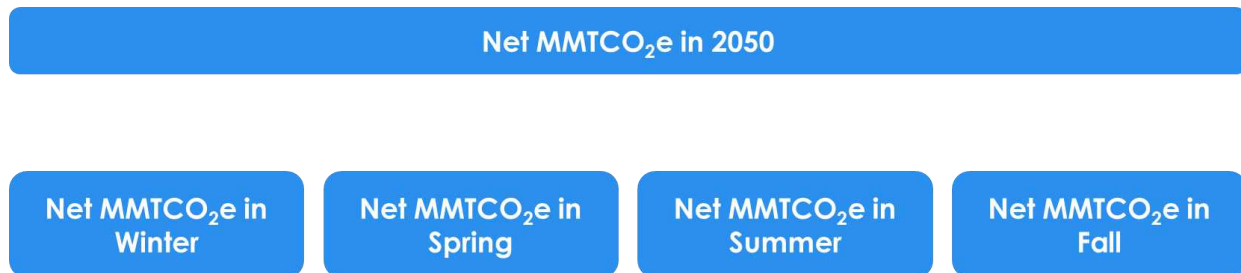 Net MMTCO₂e in 2050
Net MMTCO₂e in
Winter
Net MMTCO₂e in
Spring
Net MMTCO₂e in
Summer
Net MMTCO₂e in
Fall